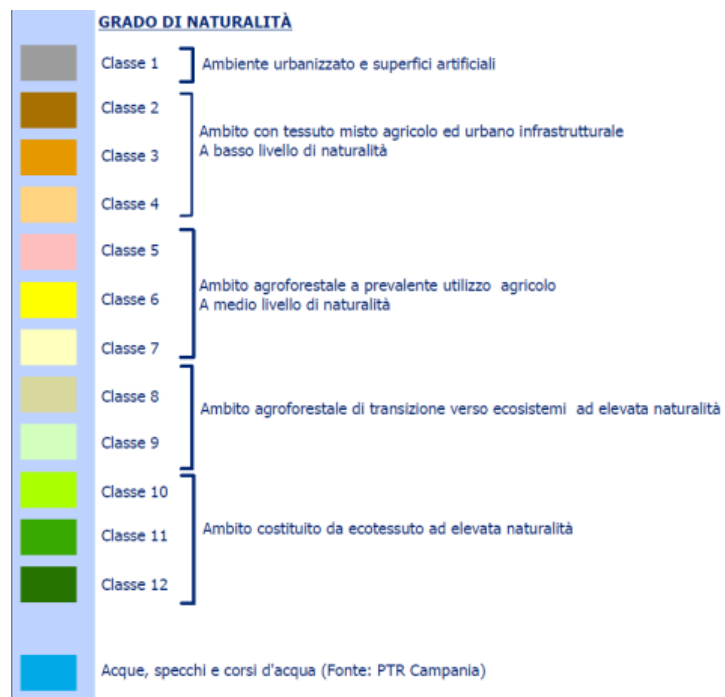 GRADO DI NATURALITÀ
Classe 1
Ambiente urbanizzato e superfici artificiali
Classe 2
Classe 3
Classe 4
Ambito con tessuto misto agricolo ed urbano infrastrutturale
A basso livello di naturalità
Classe 5
Classe 6
Classe 7
Ambito agroforestale a prevalente utilizzo agricolo
A medio livello di naturalità
Classe 8
Classe 9
Ambito agroforestale di transizione verso ecosistemi ad elevata naturalità
Classe 10
Classe 11
Classe 12
Ambito costituito da ecotessuto ad elevata naturalità
Acque, specchi e corsi d'acqua (Fonte: PTR Campania)